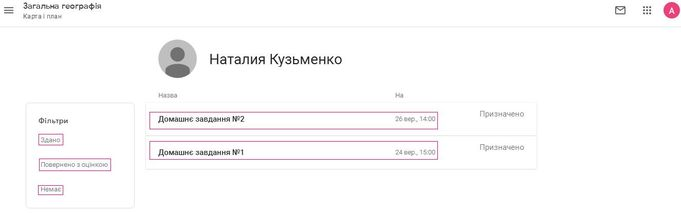 Загальна географія
Карта і план
А
Наталия Кузьменко
Назва
На
Фільтри
Здано
Повернено з оцінкою
Немає
Домашнє завдання №2
26 вер., 14:00
Призначено
Домашнє завдання №1
24 вер., 15:00
Призначено